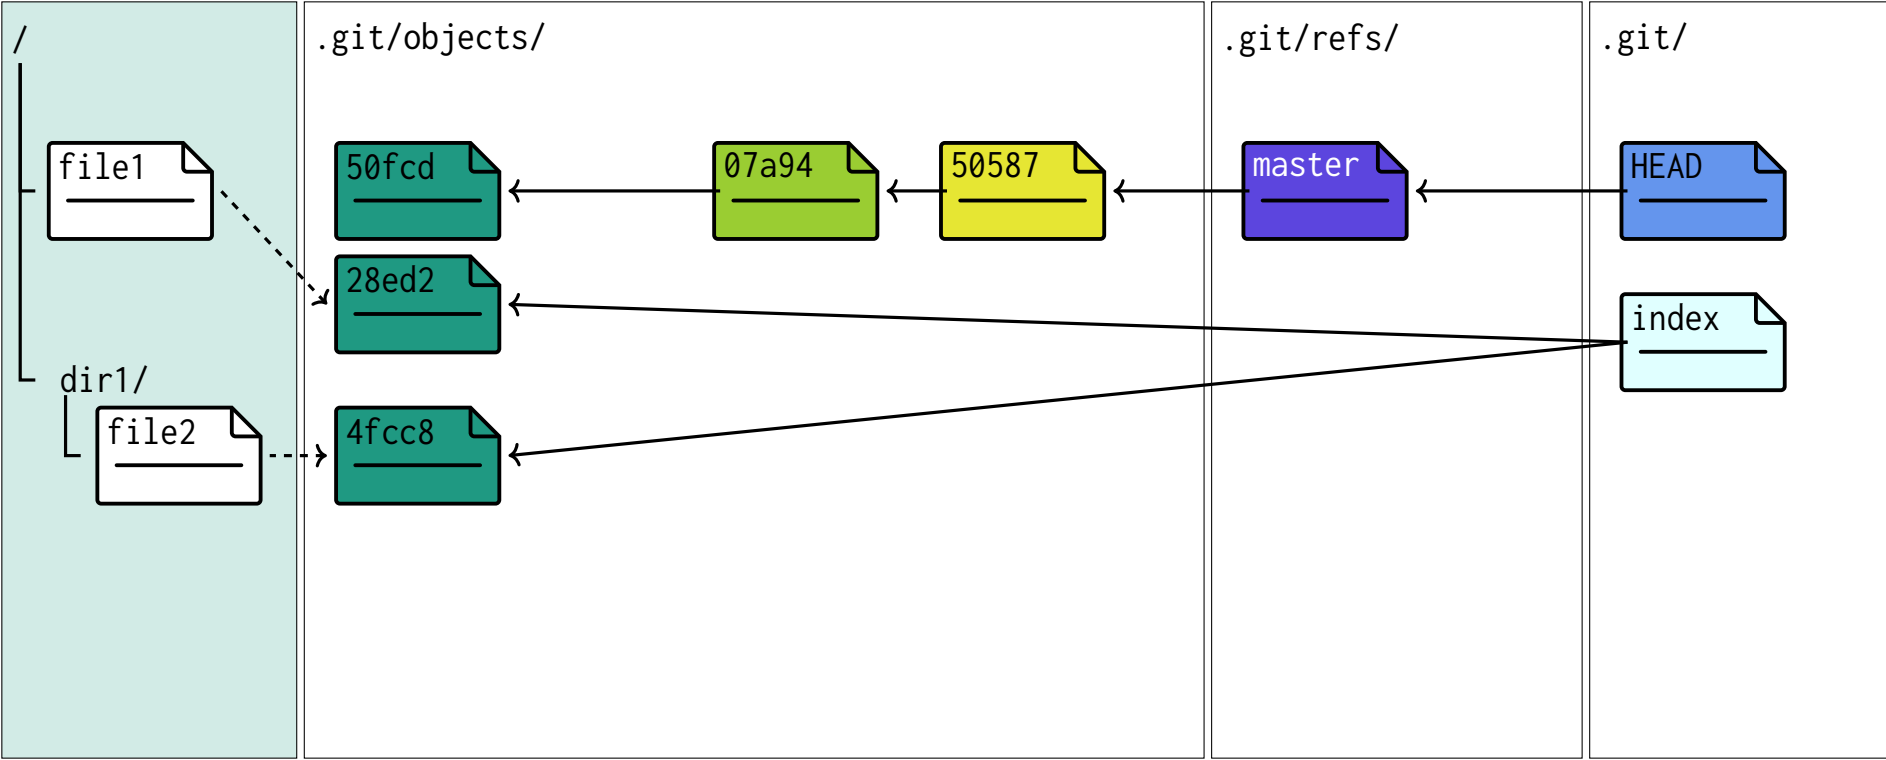 /
.git/objects/
.git/refs/
.git/
file1
50fcd
07a94
50587
master
HEAD
28ed2
index
dir1/
file2
4fcc8